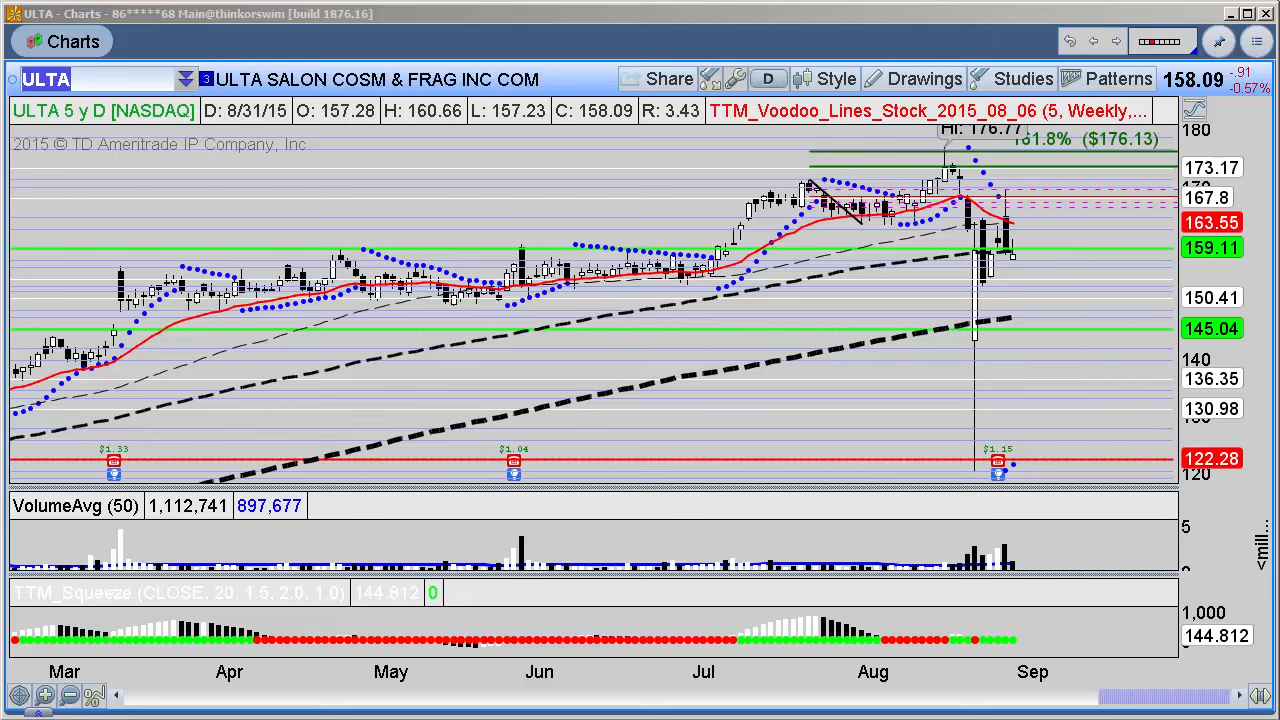 ULTA - Charts - 86*****68 Main@thinkorswim [build 1876.16]
Charts
ULTA 3 ULTA SALON COSM & FRAG INC COM Share D Style Drawings Studies Patterns 158.09 -.91 -0.57%
ULTA 5 y D [NASDAQ] D: 8/31/15 O: 157.28 H: 160.66 L: 157.23 C: 158.09 R: 3.43 TTM_Voodoo_Lines_Stock_2015_08_06 (5, Weekly,...
2015 © TD Ameritrade IP Company, Inc.
Hi: 176.77
161.8% ($176.13)
180
173.17
167.8
163.55
159.11
150.41
145.04
140
136.35
130.98
122.28
120
$1.33 $1.04 $1.15
VolumeAvg (50) 1,112,741 897,677
5
<mill...
TTM_Squeeze (CLOSE, 20, 1.5, 2.0, 1.0) 144.812 0
1,000
144.812
Mar Apr May Jun Jul Aug Sep